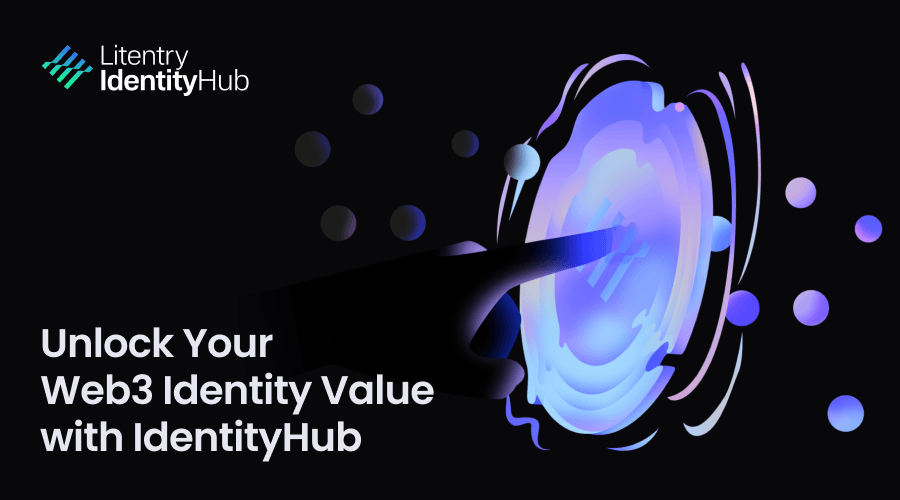 Litentry
IdentityHub
Unlock Your
Web3 Identity Value
with IdentityHub